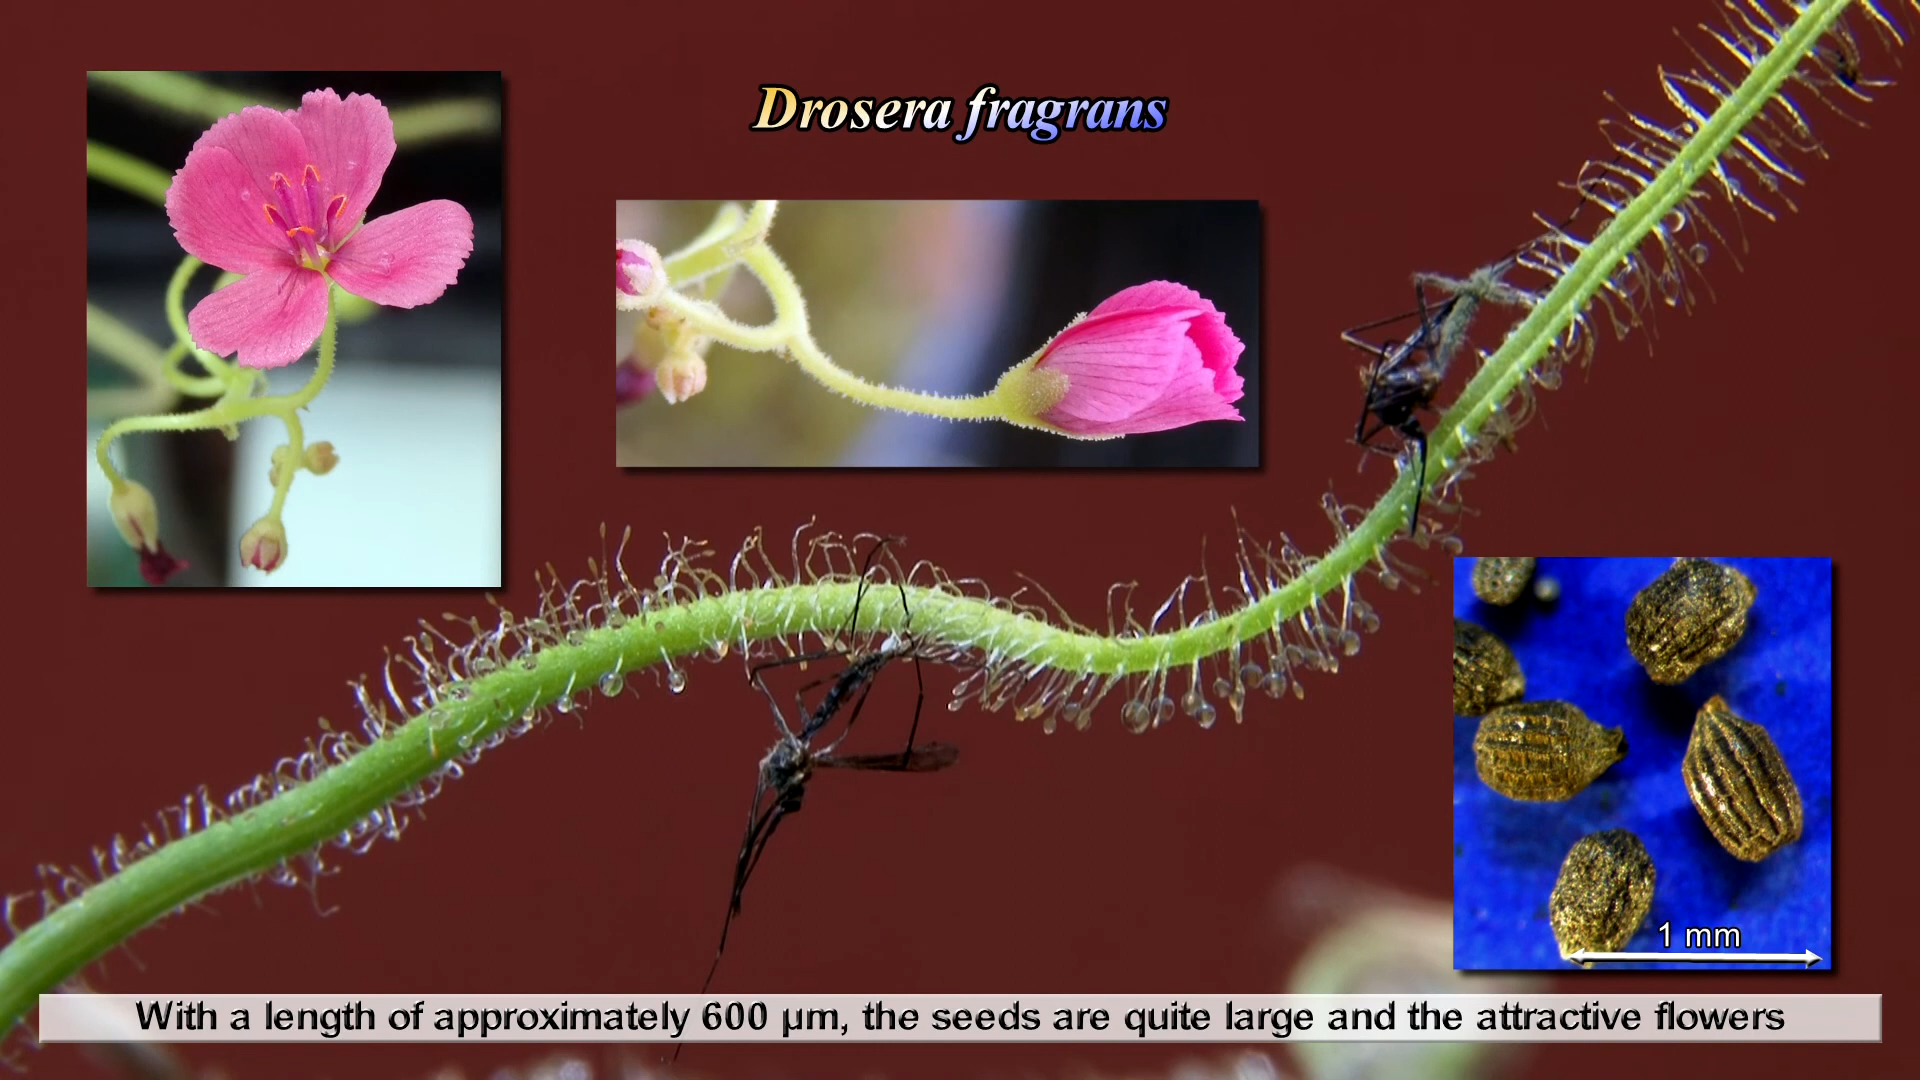 Drosera fragrans
1 mm
With a length of approximately 600 µm, the seeds are quite large and the attractive flowers